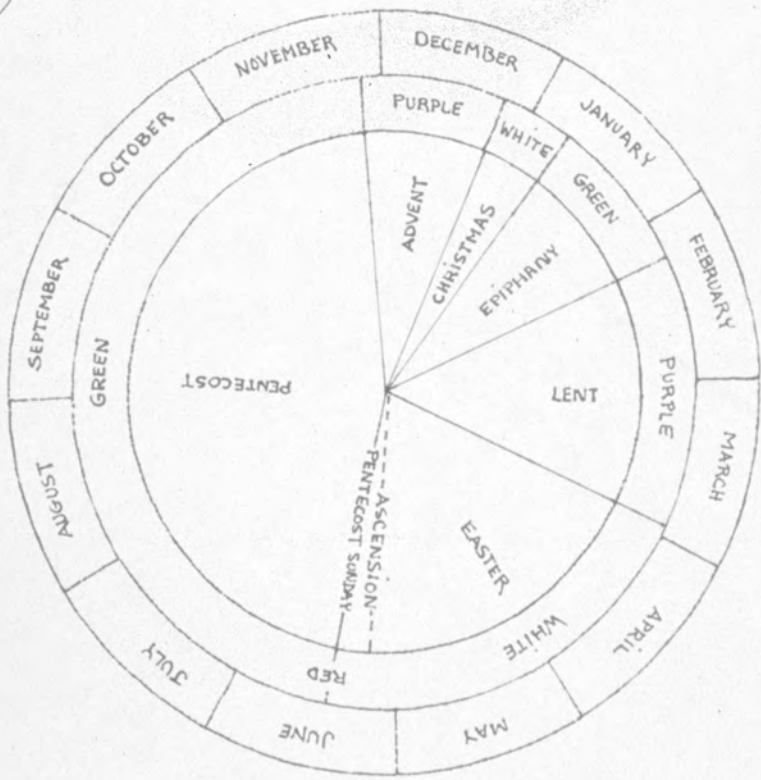 DECEMBER
JANUARY
FEBRUARY
MARCH
APRIL
MAY
JUNE
JULY
AUGUST
SEPTEMBER
OCTOBER
NOVEMBER
PURPLE
WHITE
GREEN
PURPLE
WHITE
RED
GREEN
ADVENT
CHRISTMAS
EPIPHANY
LENT
EASTER
ASCENSION
PENTECOST SUNDAY
PENTECOST